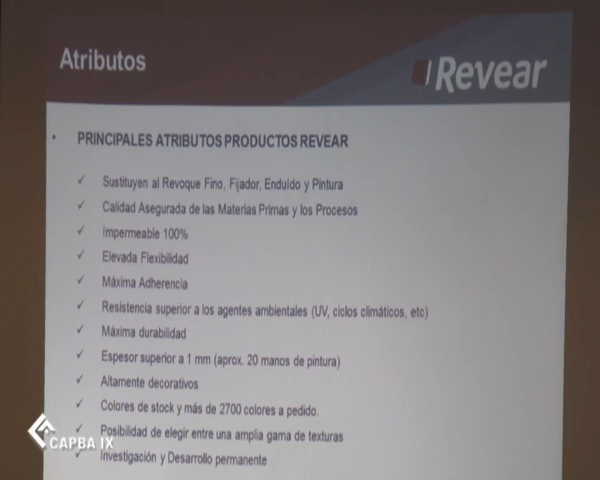 Atributos
Revear
• PRINCIPALES ATRIBUTOS PRODUCTOS REVEAR
✓ Sustituyen al Revoque Fino, Fijador, Enduído y Pintura
✓ Calidad Asegurada de las Materias Primas y los Procesos
✓ Impermeable 100%
✓ Elevada Flexibilidad
✓ Máxima Adherencia
✓ Resistencia superior a los agentes ambientales (UV, ciclos climáticos, etc)
✓ Máxima durabilidad
✓ Espesor superior a 1 mm (aprox. 20 manos de pintura)
✓ Altamente decorativos
✓ Colores de stock y más de 2700 colores a pedido.
✓ Posibilidad de elegir entre una amplia gama de texturas
✓ Investigación y Desarrollo permanente
CAPBA IX